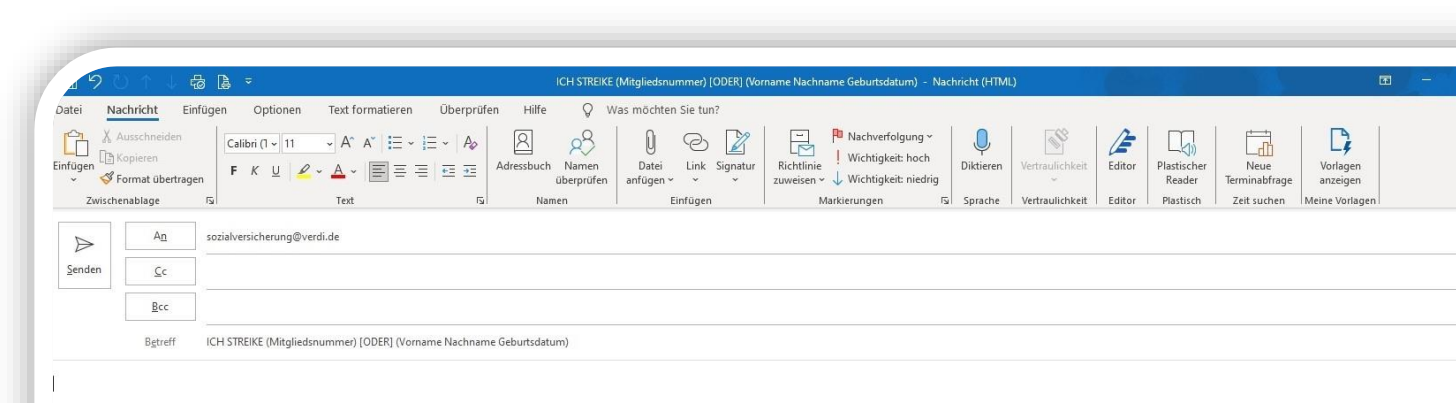 ICH STREIKE (Mitgliedsnummer) [ODER] (Vorname Nachname Geburtsdatum) - Nachricht (HTML)
Datei Nachricht Einfügen Optionen Text formatieren Überprüfen Hilfe Was möchten Sie tun?
Einfügen
Ausschneiden
Kopieren
Format übertragen
Zwischenablage
Calibri (T 11
F K U
Text
Adressbuch
Namen überprüfen
Namen
Datei anfügen
Link
Signatur
Einfügen
Richtlinie zuweisen
Nachverfolgung
Wichtigkeit: hoch
Wichtigkeit: niedrig
Markierungen
Diktieren
Sprache
Vertraulichkeit
Vertraulichkeit
Editor
Editor
Plastischer Reader
Plastisch
Neue Terminabfrage
Zeit suchen
Vorlagen anzeigen
Meine Vorlagen
Senden
An sozialversicherung@verdi.de
Cc
Bcc
Betreff ICH STREIKE (Mitgliedsnummer) [ODER] (Vorname Nachname Geburtsdatum)